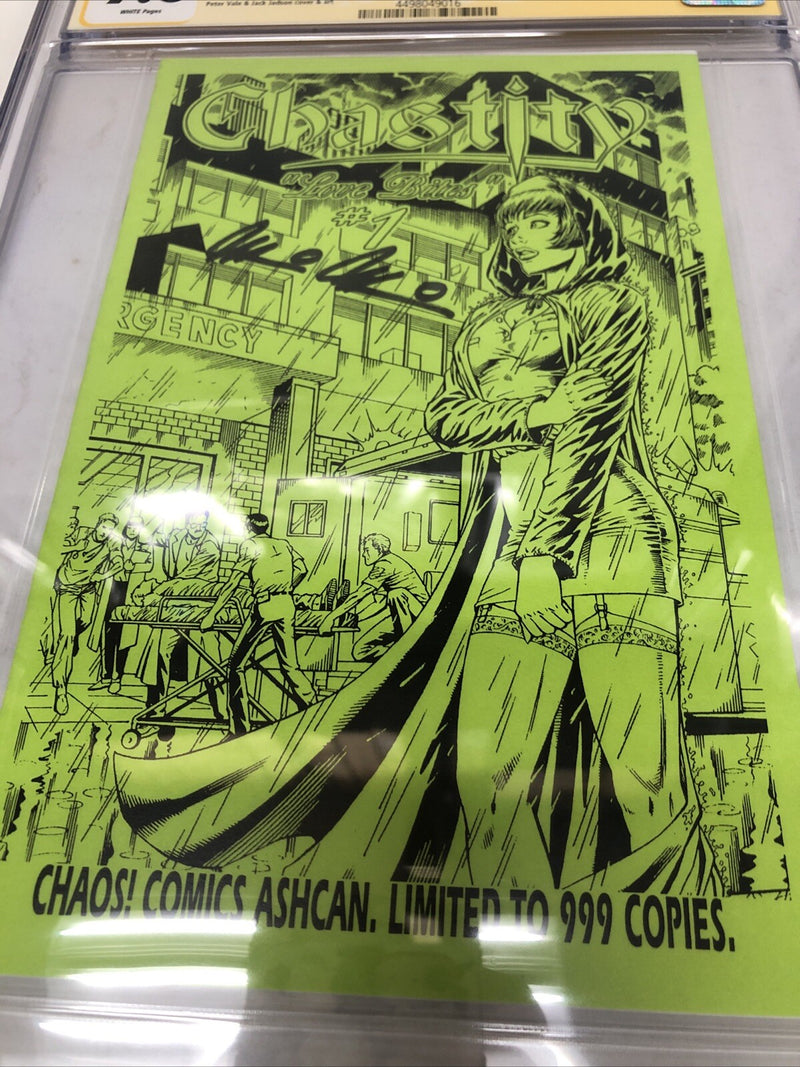 WHITE Pages
Peter Vale & Jack Jadson cover & art
4498049016
Chastity
"Love Bites"
#1
RGENCY
CHAOS! COMICS ASHCAN. LIMITED TO 999 COPIES.